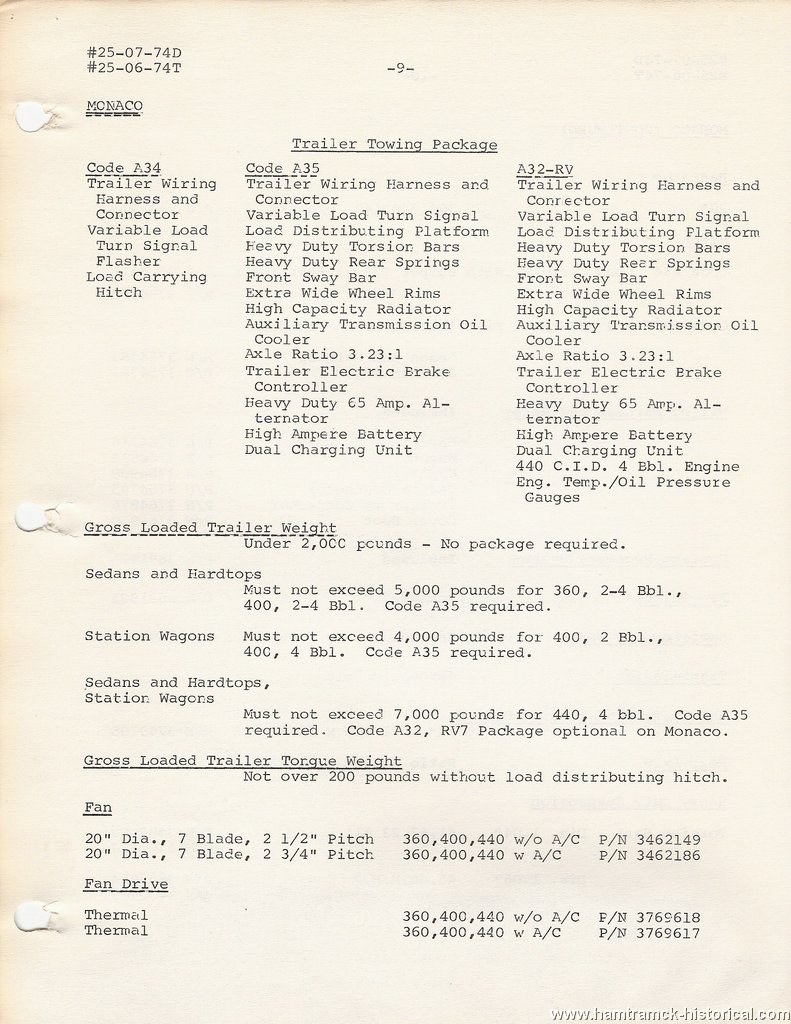 #25-07-74D
#25-06-74T
-9-
MONACO
Trailer Towing Package
Code A34
Trailer Wiring
Harness and
Connector
Variable Load
Turn Signal
Flasher
Load Carrying
Hitch
Code A35
Trailer Wiring Harness and
Connector
Variable Load Turn Signal
Load Distributing Platform
Heavy Duty Torsion Bars
Heavy Duty Rear Springs
Front Sway Bar
Extra Wide Wheel Rims
High Capacity Radiator
Auxiliary Transmission Oil
Cooler
Axle Ratio 3.23:1
Trailer Electric Brake
Controller
Heavy Duty 65 Amp. Al-
ternator
High Ampere Battery
Dual Charging Unit
A32-RV
Trailer Wiring Harness and
Connector
Variable Load Turn Signal
Load Distributing Platform
Heavy Duty Torsion Bars
Heavy Duty Rear Springs
Front Sway Bar
Extra Wide Wheel Rims
High Capacity Radiator
Auxiliary Transmission Oil
Cooler
Axle Ratio 3.23:1
Trailer Electric Brake
Controller
Heavy Duty 65 Amp. Al-
ternator
High Ampere Battery
Dual Charging Unit
440 C.I.D. 4 Bbl. Engine
Eng. Temp./Oil Pressure
Gauges
Gross Loaded Trailer Weight
Under 2,000 pounds - No package required.
Sedans and Hardtops
Must not exceed 5,000 pounds for 360, 2-4 Bbl.,
400, 2-4 Bbl. Code A35 required.
Station Wagons Must not exceed 4,000 pounds for 400, 2 Bbl.,
400, 4 Bbl. Code A35 required.
Sedans and Hardtops,
Station Wagons
Must not exceed 7,000 pounds for 440, 4 bbl. Code A35
required. Code A32, RV7 Package optional on Monaco.
Gross Loaded Trailer Tongue Weight
Not over 200 pounds without load distributing hitch.
Fan
20" Dia., 7 Blade, 2 1/2" Pitch 360,400,440 w/o A/C P/N 3462149
20" Dia., 7 Blade, 2 3/4" Pitch 360,400,440 w A/C P/N 3462186
Fan Drive
Thermal 360,400,440 w/o A/C P/N 3769618
Thermal 360,400,440 w A/C P/N 3769617
www.hamtramck-historical.com